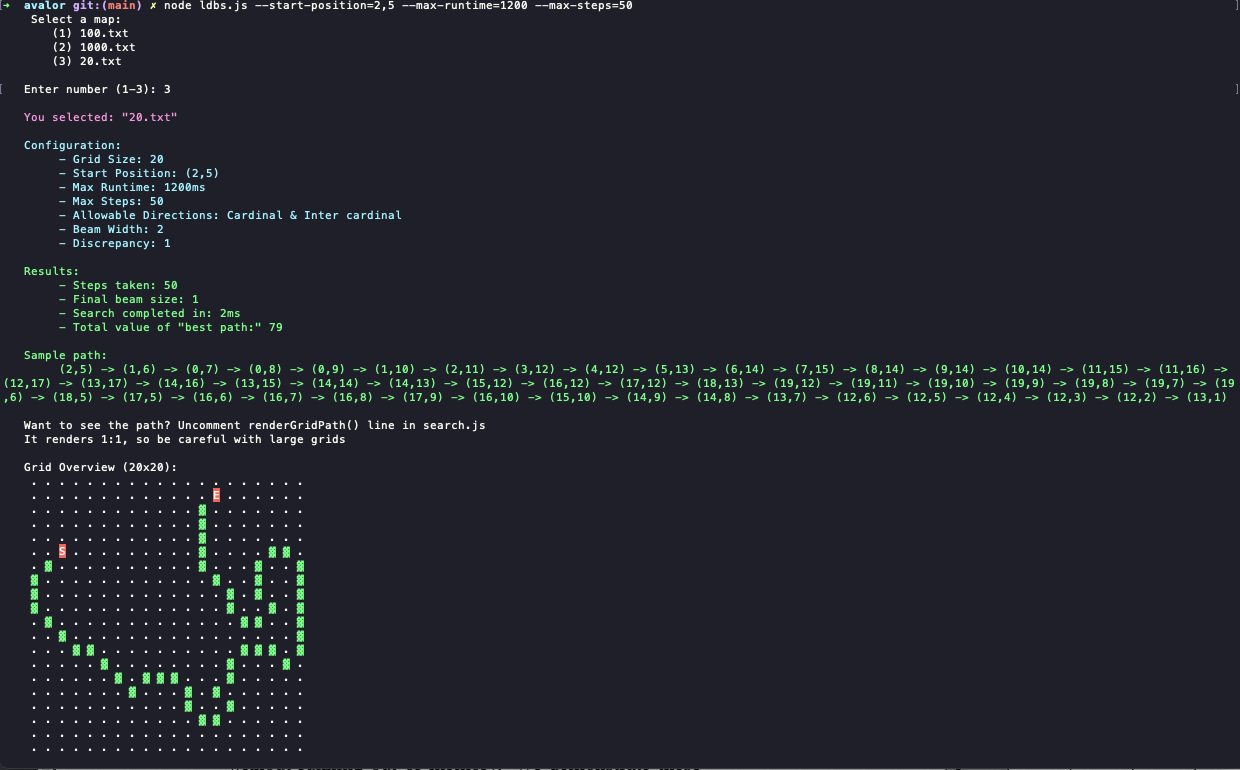 → avalor git:(main) ✗ node ldbs.js --start-position=2,5 --max-runtime=1200 --max-steps=50
Select a map:
(1) 100.txt
(2) 1000.txt
(3) 20.txt
Enter number (1-3): 3
You selected: "20.txt"
Configuration:
- Grid Size: 20
- Start Position: (2,5)
- Max Runtime: 1200ms
- Max Steps: 50
- Allowable Directions: Cardinal & Inter cardinal
- Beam Width: 2
- Discrepancy: 1
Results:
- Steps taken: 50
- Final beam size: 1
- Search completed in: 2ms
- Total value of "best path:" 79
Sample path:
(2,5) -> (1,6) -> (0,7) -> (0,8) -> (0,9) -> (1,10) -> (2,11) -> (3,12) -> (4,12) -> (5,13) -> (6,14) -> (7,15) -> (8,14) -> (9,14) -> (10,14) -> (11,15) -> (11,16) ->
(12,17) -> (13,17) -> (14,16) -> (13,15) -> (14,14) -> (14,13) -> (15,12) -> (16,12) -> (17,12) -> (18,13) -> (19,12) -> (19,11) -> (19,10) -> (19,9) -> (19,8) -> (19,7) -> (19
,6) -> (18,5) -> (17,5) -> (16,6) -> (16,7) -> (16,8) -> (17,9) -> (16,10) -> (15,10) -> (14,9) -> (14,8) -> (13,7) -> (12,6) -> (12,5) -> (12,4) -> (12,3) -> (12,2) -> (13,1)
Want to see the path? Uncomment renderGridPath() line in search.js
It renders 1:1, so be careful with large grids
Grid Overview (20x20):
. . . . . . . . . . . . . . . . . . . .
. . . . . . . . . . . . . E . . . . . .
. . . . . . . . . . . . ▓ . . . . . . .
. . . . . . . . . . . . ▓ . . . . . . .
. . . . . . . . . . . . ▓ . . . . . . .
. . S . . . . . . . . . ▓ . . . . ▓ ▓ .
. ▓ . . . . . . . . . . ▓ . . . ▓ . . ▓
▓ . . . . . . . . . . . . ▓ . . ▓ . . ▓
▓ . . . . . . . . . . . . . ▓ . ▓ . . ▓
▓ . . . . . . . . . . . . . ▓ . . ▓ . ▓
. ▓ . . . . . . . . . . . . . ▓ ▓ . . ▓
. . ▓ . . . . . . . . . . . . . . . . ▓
. . . ▓ ▓ . . . . . . . . . . ▓ ▓ ▓ . ▓
. . . . . ▓ . . . . . . . . ▓ . . . ▓ .
. . . . . . ▓ . ▓ ▓ ▓ . . . ▓ . . . . .
. . . . . . . ▓ . . . ▓ . ▓ . . . . . .
. . . . . . . . . . . ▓ . . ▓ . . . . .
. . . . . . . . . . . . ▓ ▓ . . . . . .
. . . . . . . . . . . . . . . . . . . .
. . . . . . . . . . . . . . . . . . . .